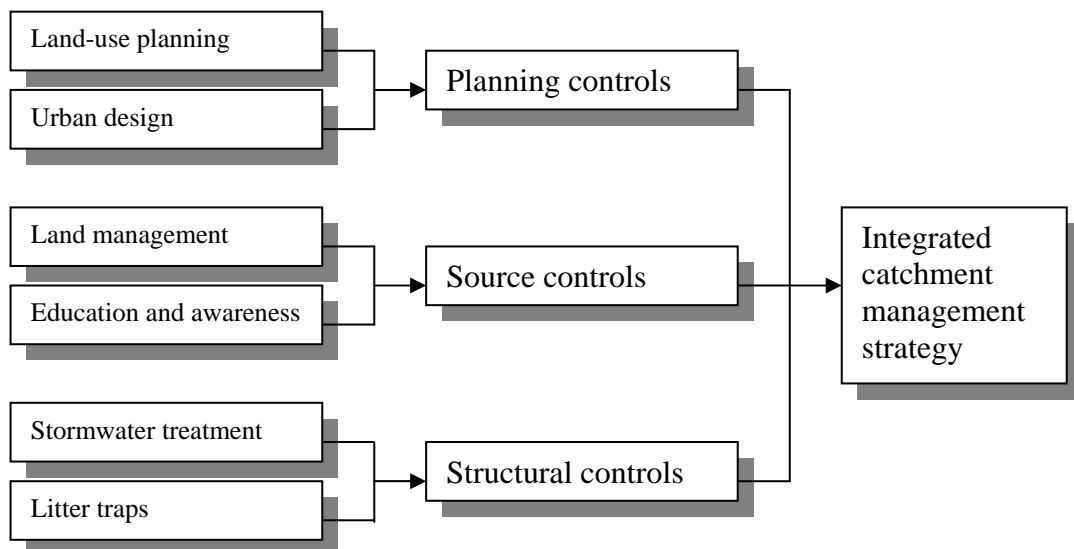 Land-use planning
Urban design
Planning controls
Land management
Education and awareness
Source controls
Stormwater treatment
Litter traps
Structural controls
Integrated
catchment
management
strategy